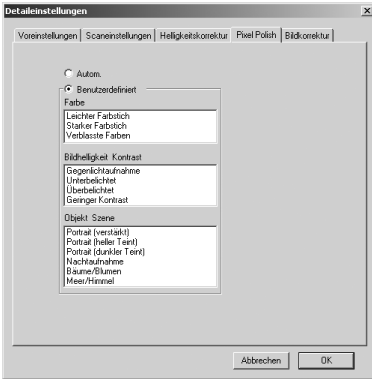 Detaileinstellungen
Voreinstellungen Scaneinstellungen Helligkeitskorrektur Pixel Polish Bildkorrektur
Autom.
Benutzerdefiniert
Farbe
Leichter Farbstich
Starker Farbstich
Verblasste Farben
Bildhelligkeit Kontrast
Gegenlichtaufnahme
Unterbelichtet
Überbelichtet
Geringer Kontrast
Objekt Szene
Portrait (verstärkt)
Portrait (heller Teint)
Portrait (dunkler Teint)
Nachtaufnahme
Bäume/Blumen
Meer/Himmel
Abbrechen OK